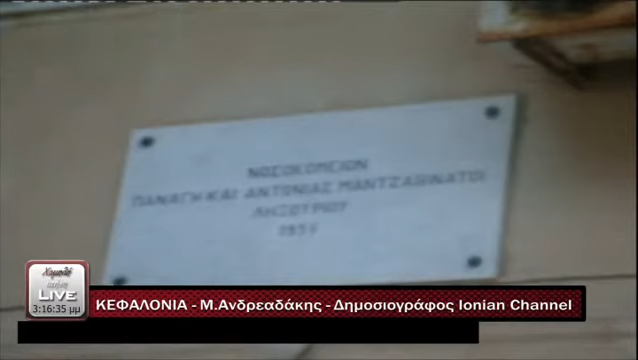 ΝΟΣΟΚΟΜΕΙΟΝ
ΠΑΝΑΓΗ ΚΑΙ ΑΝΤΩΝΙΑΣ ΜΑΝΤΖΑΒΙΝΑΤΟΥ
ΛΗΞΟΥΡΙΟΥ
LIVE
3:16:35 μμ
ΚΕΦΑΛΟΝΙΑ - Μ.Ανδρεαδάκης - Δημοσιογράφος Ionian Channel